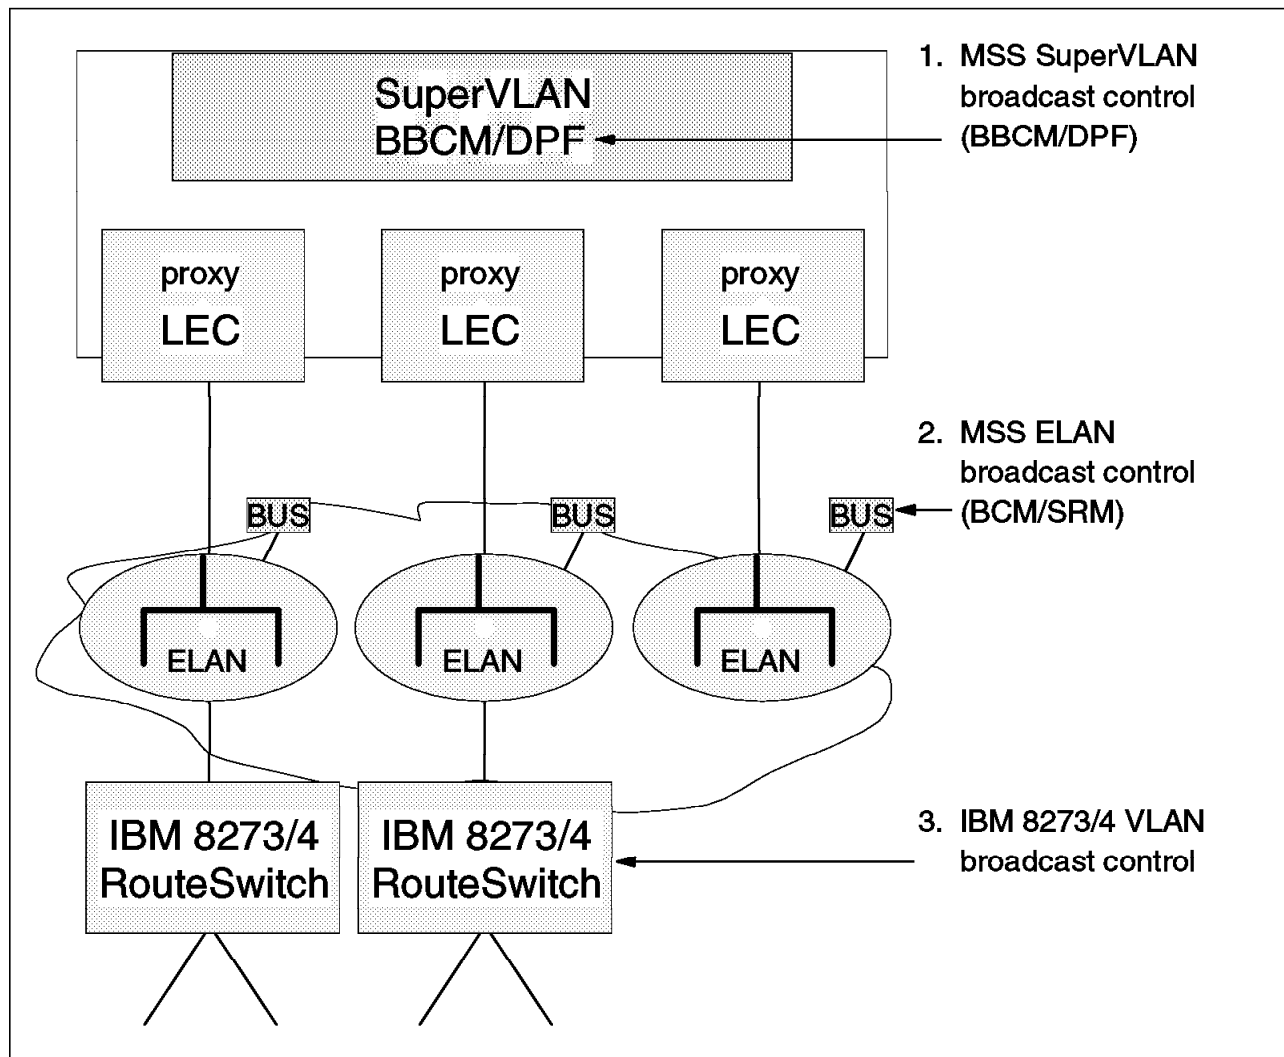 SuperVLAN
BBCM/DPF
1. MSS SuperVLAN
broadcast control
(BBCM/DPF)
proxy
LEC
proxy
LEC
proxy
LEC
2. MSS ELAN
broadcast control
(BCM/SRM)
BUS
BUS
BUS
ELAN
ELAN
ELAN
IBM 8273/4
RouteSwitch
IBM 8273/4
RouteSwitch
3. IBM 8273/4 VLAN
broadcast control